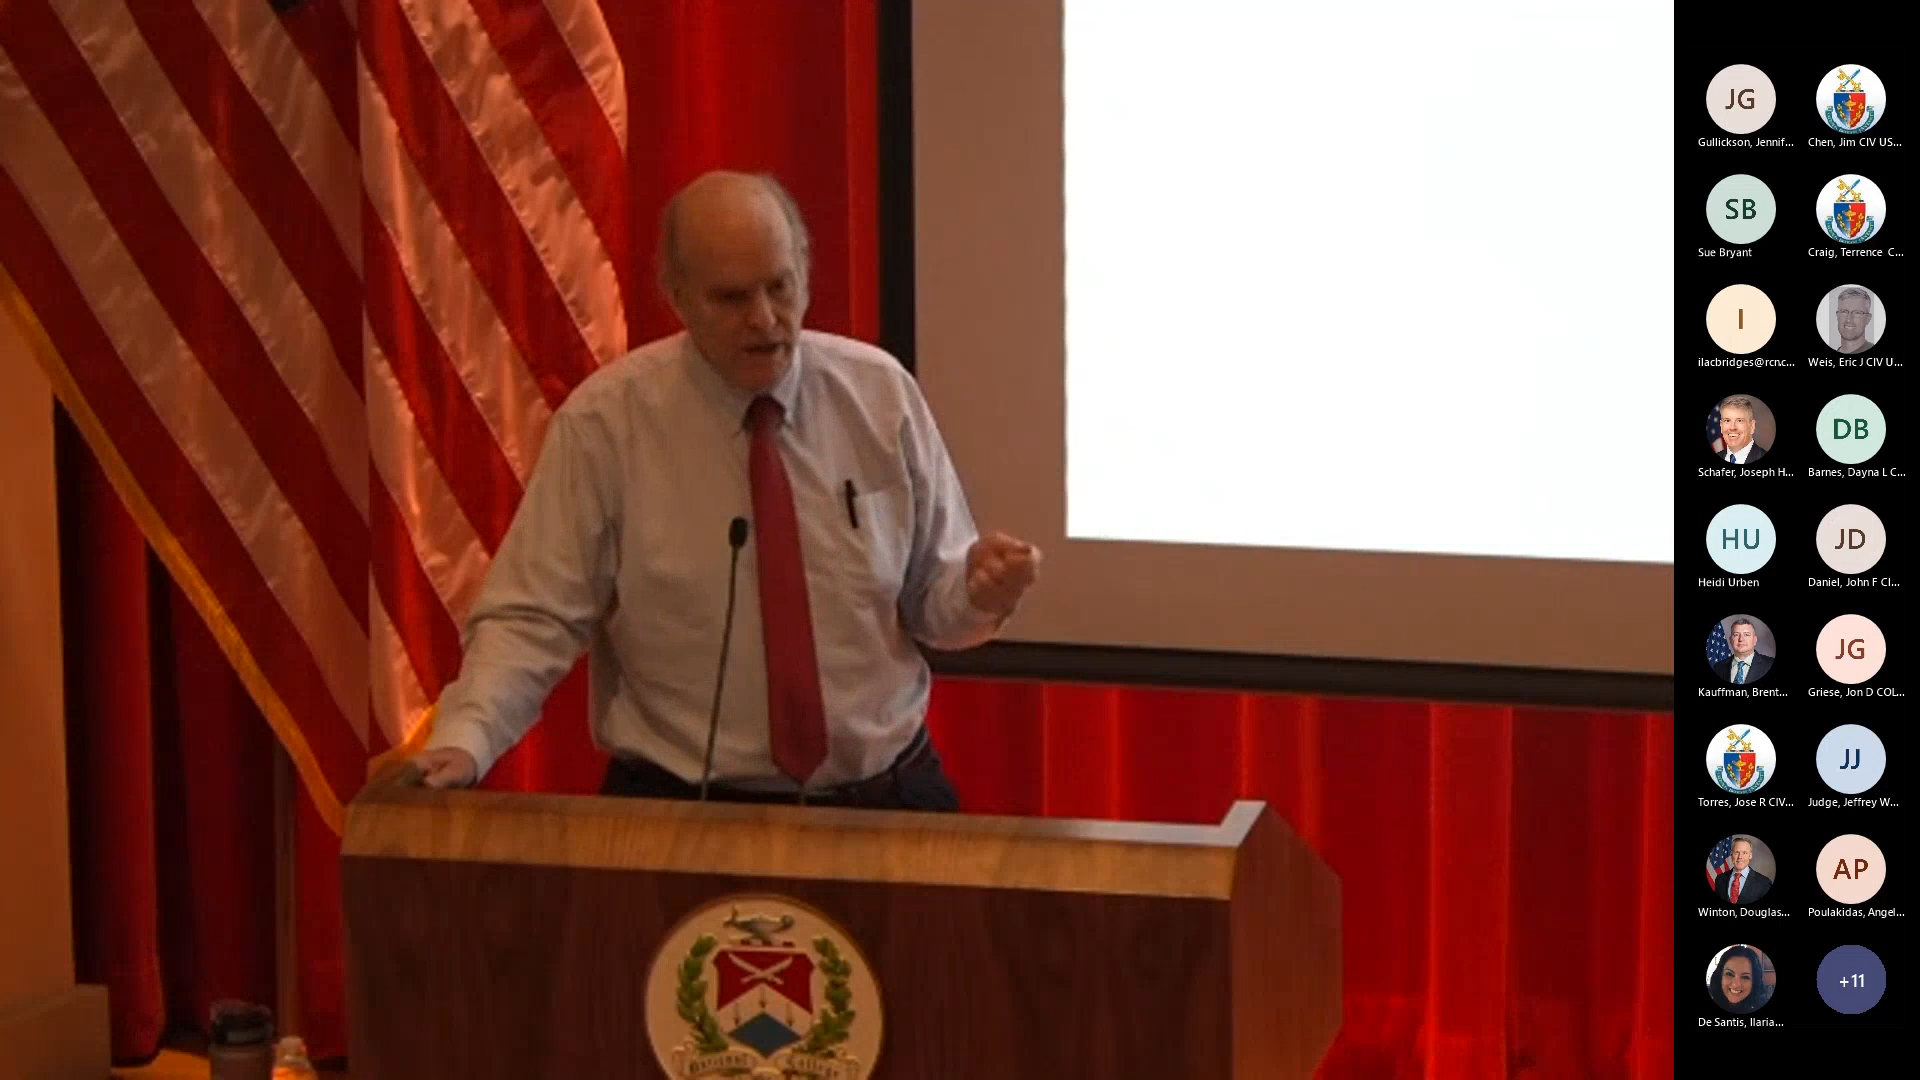 JG
Gullickson, Jennif...
Chen, Jim CIV US...
SB
Sue Bryant
Craig, Terrence C...
I
ilacbridges@rcn.c...
Weis, Eric J CIV U...
Schafer, Joseph H...
DB
Barnes, Dayna L C...
HU
Heidi Urben
JD
Daniel, John F CI...
Kauffman, Brent...
JG
Griese, Jon D COL...
Torres, Jose R CIV...
JJ
Judge, Jeffrey W...
Winton, Douglas...
AP
Poulakidas, Angel...
De Santis, Ilaria...
+11
College